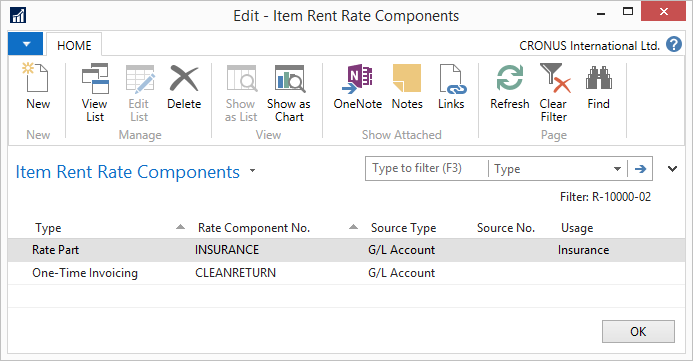 Edit - Item Rent Rate Components
HOME
CRONUS International Ltd.
New
View List
Edit List
Delete
Show as List
Show as Chart
OneNote
Notes
Links
Refresh
Clear Filter
Find
New
Manage
View
Show Attached
Page
Item Rent Rate Components
Type to filter (F3)
Type
Filter: R-10000-02
Type Rate Component No. Source Type Source No. Usage
Rate Part INSURANCE G/L Account Insurance
One-Time Invoicing CLEANRETURN G/L Account
OK